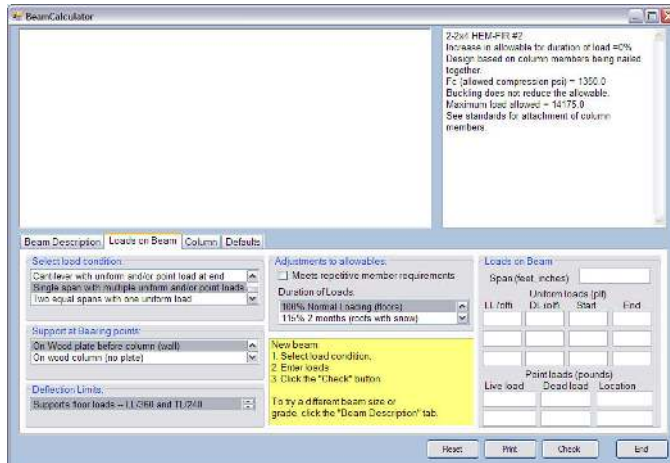 BeamCalculator
2-2x4 HEM-FIR #2
Increase in allowable for duration of load =0%
Design based on column members being nailed
together.
Fc (allowed compression psi) = 1350.0
Buckling does not reduce the allowable.
Maximum load allowed = 14175.0
See standards for attachment of column
members.
Beam Description Loads on Beam Column Defaults
Select load condition:
Cantilever with uniform and/or point load at end
Single span with multiple uniform and/or point loads
Two equal spans with one uniform load
Support at Bearing points:
On Wood plate before column (wall)
On wood column (no plate)
Deflection Limits:
Supports floor loads -- LL/360 and TL/240
Adjustments to allowables:
Meets repetitive member requirements
Duration of Loads:
100% Normal Loading (floors)
115% 2 months (roofs with snow)
New beam:
1. Select load condition.
2. Enter loads
3. Click the "Check" button.
To try a different beam size or
grade, click the "Beam Description" tab.
Loads on Beam
Span (feet, inches)
Uniform loads (plf)
LL (plf) DL (plf) Start End
Point loads (pounds)
Live load Dead load Location
Reset Print Check End